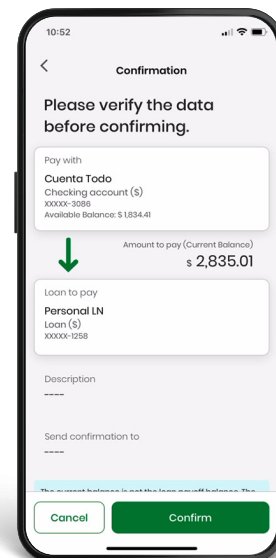 10:52
Confirmation
Please verify the data
before confirming.
Pay with
Cuenta Todo
Checking account ($)
XXXXX-3086
Available Balance: $ 1,834.41
Amount to pay (Current Balance)
$ 2,835.01
Loan to pay
Personal LN
Loan ($)
XXXXX-1258
Description
----
Send confirmation to
----
The current balance is not the loan payoff balance. The
Cancel
Confirm